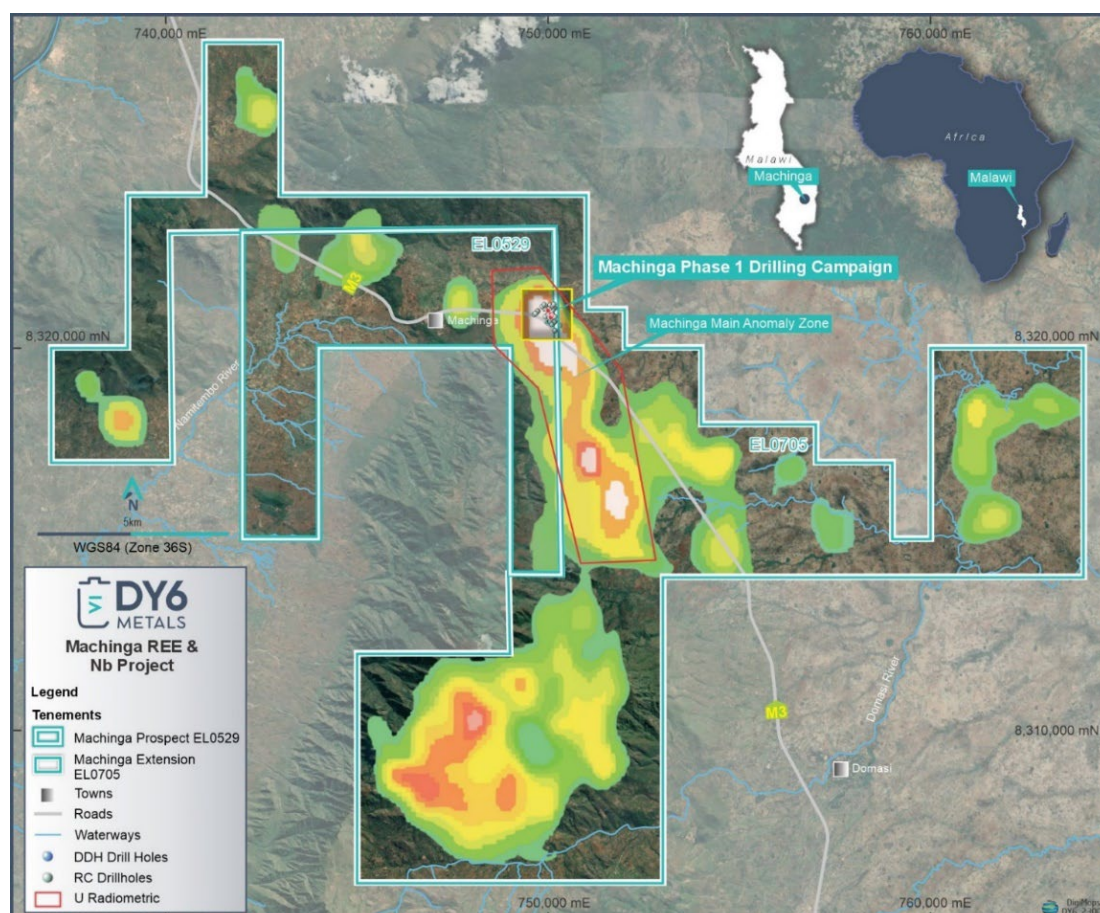 740,000 mE
750,000 mE
760,000 mE
Africa
Malawi
Machinga
Malawi
EL0529
Machinga Phase 1 Drilling Campaign
M3
Machinga
Machinga Main Anomaly Zone
8,320,000 mN
8,320,000 mN
Namitembo River
EL0705
N
5km
WGS84 (Zone 36S)
DY6
METALS
Machinga REE &
Nb Project
Legend
Tenements
Machinga Prospect EL0529
Machinga Extension
EL0705
Towns
Roads
Waterways
DDH Drill Holes
RC Drillholes
U Radiometric
M3
Domasi River
8,310,000 mN
Domasi
750,000 mE
760,000 mE